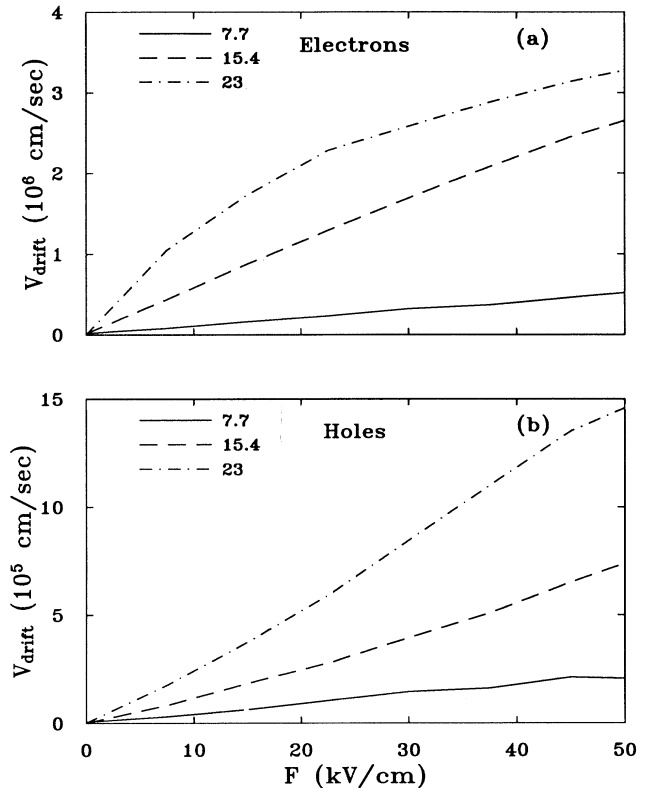 4
3
2
1
0
V_drift (10^6 cm/sec)
7.7
15.4
23
Electrons
(a)
15
10
5
0
V_drift (10^5 cm/sec)
7.7
15.4
23
Holes
(b)
0 10 20 30 40 50
F (kV/cm)